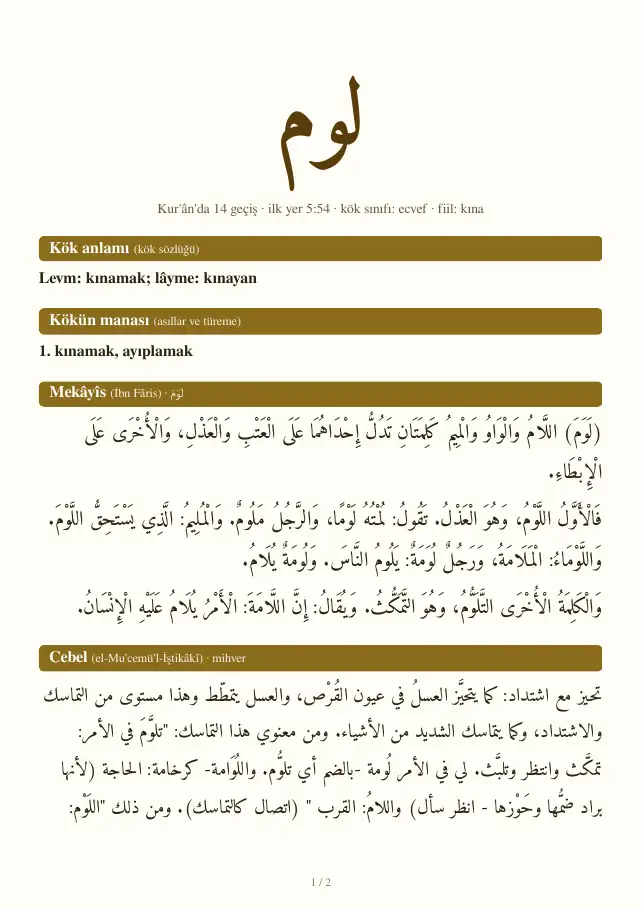 لوم
Kur'ân'da 14 geçiş · ilk yer 5:54 · kök sınıfı: ecvef · fiil: kına
Kök anlamı (kök sözlüğü)
Levm: kınamak; lâyme: kınayan
Kökün manası (asıllar ve türeme)
1. kınamak, ayıplamak
Mekâyîs (İbn Fâris) · لَوَمَ
(لَوَمَ) اللَّامُ وَالْوَاوُ وَالْمِيمُ كَلِمَتَانِ تَدُلُّ إِحْدَاهُمَا عَلَى الْعَتْبِ وَالْعَذْلِ، وَالْأُخْرَى عَلَى
الْإِبْطَاءِ.
فَالْأَوَّلُ اللَّوْمُ، وَهُوَ الْعَذْلُ. تَقُولُ: لُمْتُهُ لَوْمًا، وَالرَّجُلُ مَلُومٌ. وَالْمُلِيمُ: الَّذِي يَسْتَحِقُّ اللَّوْمَ.
وَاللَّوْمَاءُ: الْمَلَامَةُ، وَرَجُلٌ لُوَمَةٌ: يَلُومُ النَّاسَ. وَلُومَةٌ يُلَامُ.
وَالْكَلِمَةُ الْأُخْرَى التَّلَوُّمُ، وَهُوَ التَّمَكُّثُ. وَيُقَالُ: إِنَّ اللَّامَةَ: الْأَمْرُ يُلَامُ عَلَيْهِ الْإِنْسَانُ.
Cebel (el-Mu'cemü'l-İştikâkî) · mihver
تحيز مع اشتداد: كما يتحيَّز العسلُ في عيون القُرْص، والعسل يتمطّط وهذا مستوى من التماسك
والاشتداد، وكما يتماسك الشديد من الأشياء. ومن معنوي هذا التماسك: "تلوَّمَ في الأمر:
تمكَّث وانتظر وتلبَّث. لي في الأمر لُومة -بالضم أي تلوُّم. واللُوَامة- كرخامة: الحاجة (لأنها
يراد ضمُّها وحَوْزها - انظر سأل) واللامُ: القرب " (اتصال كالتماسك). ومن ذلك "اللَوْم:
1 / 2